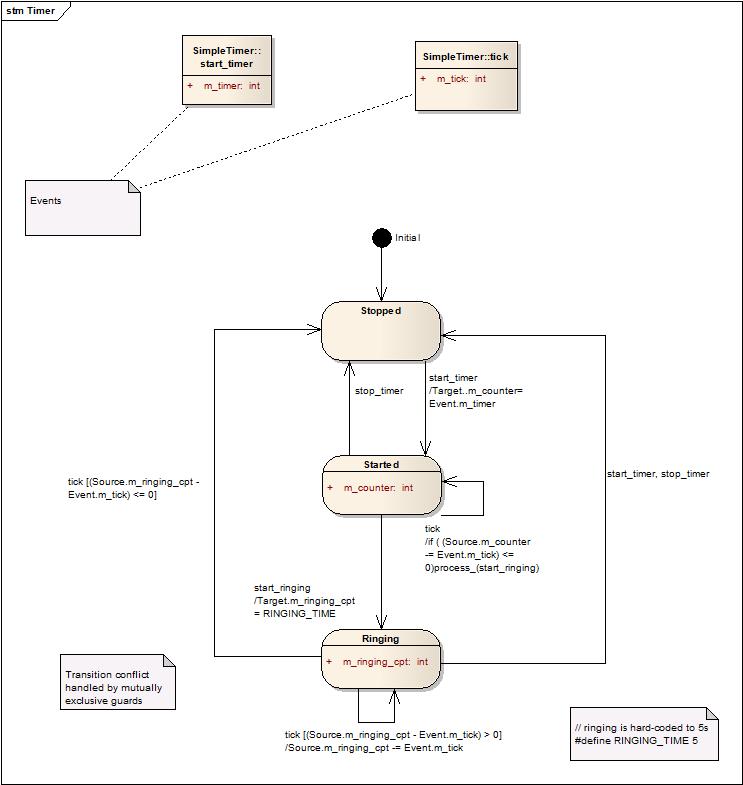 stm Timer
SimpleTimer::
start_timer
+ m_timer: int
SimpleTimer::tick
+ m_tick: int
Events
Initial
Stopped
stop_timer
start_timer
/Target..m_counter=
Event.m_timer
Started
+ m_counter: int
tick [(Source.m_ringing_cpt -
Event.m_tick) <= 0]
start_timer, stop_timer
tick
/if ( (Source.m_counter
-= Event.m_tick) <=
0)process_(start_ringing)
start_ringing
/Target.m_ringing_cpt
= RINGING_TIME
Ringing
+ m_ringing_cpt: int
Transition conflict
handled by mutually
exclusive guards
tick [(Source.m_ringing_cpt - Event.m_tick) > 0]
/Source.m_ringing_cpt -= Event.m_tick
// ringing is hard-coded to 5s
#define RINGING_TIME 5